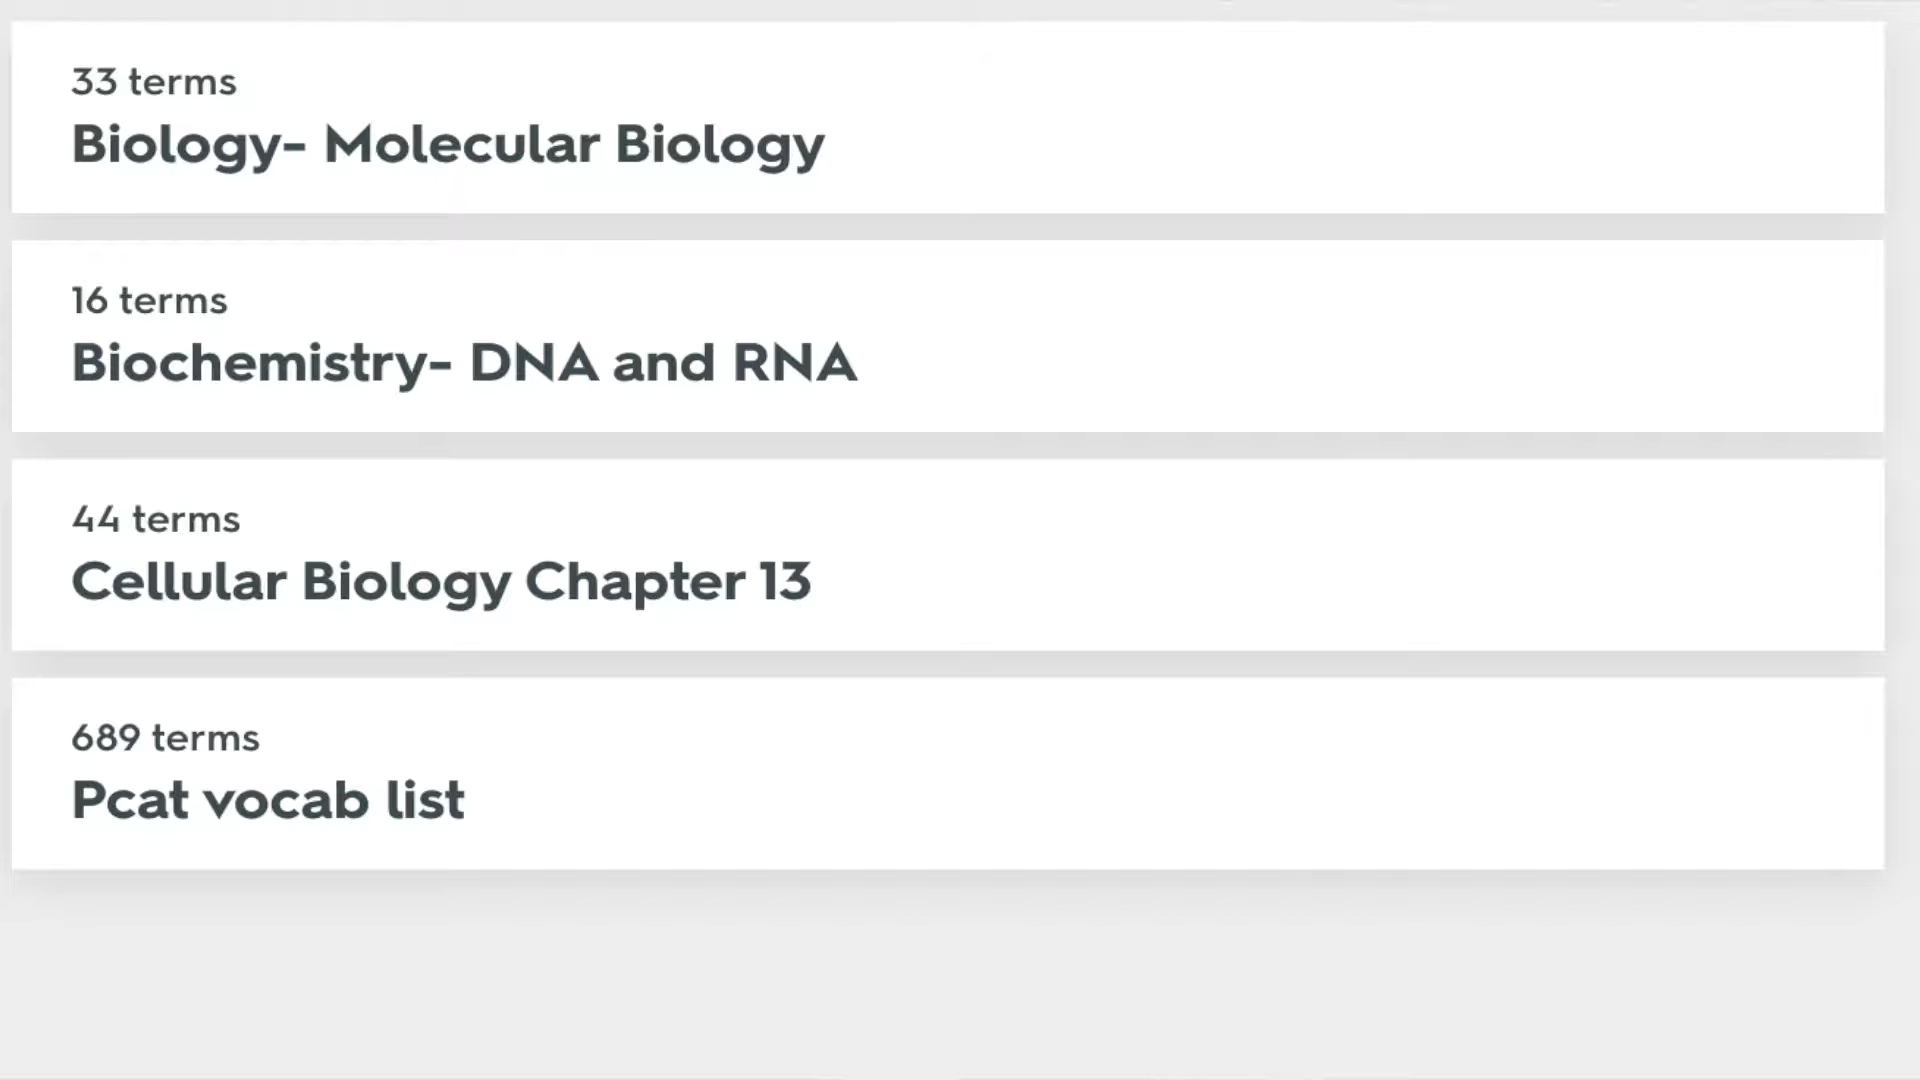 33 terms
Biology- Molecular Biology
16 terms
Biochemistry- DNA and RNA
44 terms
Cellular Biology Chapter 13
689 terms
Pcat vocab list